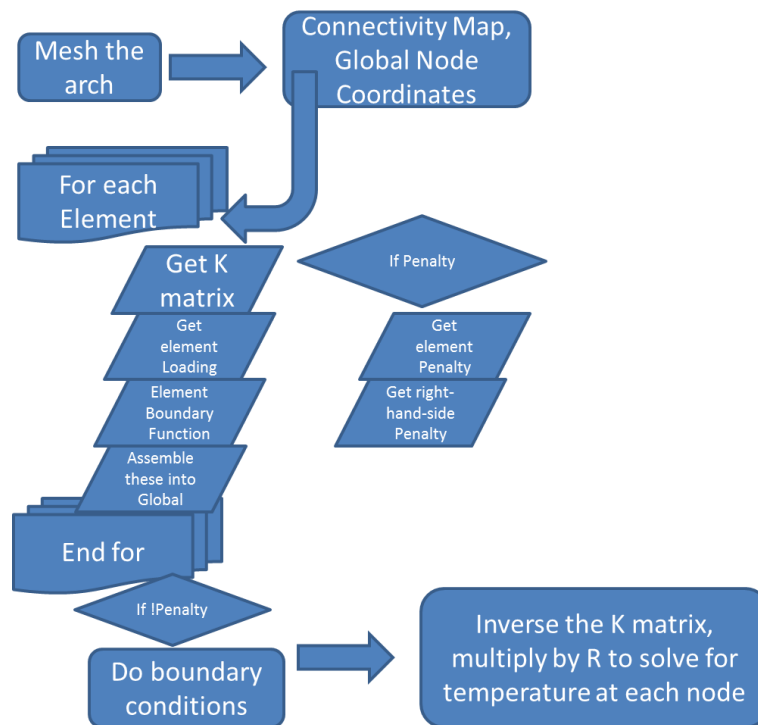 Mesh the
arch
Connectivity Map,
Global Node
Coordinates
For each
Element
Get K
matrix
If Penalty
Get
element
Loading
Get
element
Penalty
Element
Boundary
Function
Get right-
hand-side
Penalty
Assemble
these into
Global
End for
If !Penalty
Do boundary
conditions
Inverse the K matrix,
multiply by R to solve for
temperature at each node